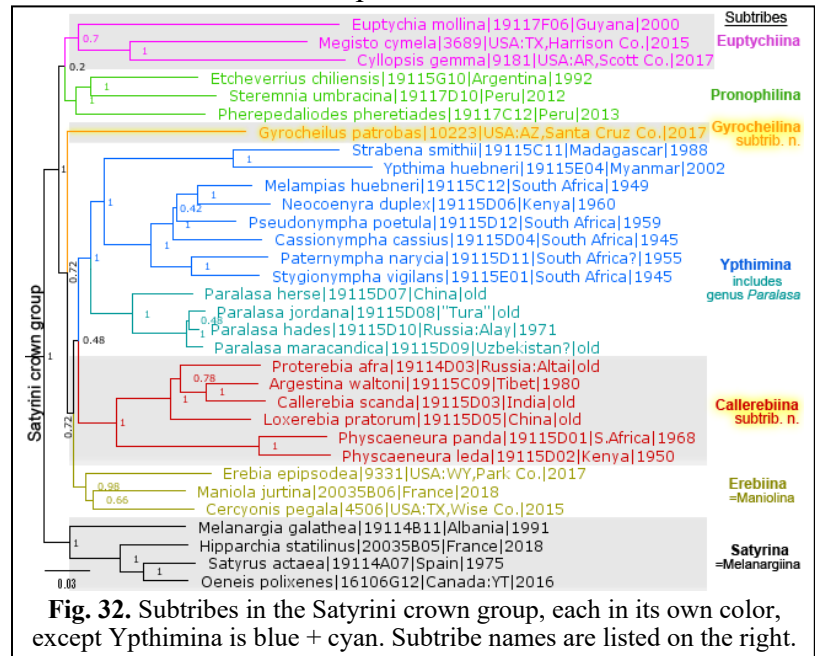 Subtribes
Euptychia mollina|19117F06|Guyana|2000
0.7
Megisto cymela|3689|USA:TX,Harrison Co.|2015
Euptychiina
1
Cyllopsis gemma|9181|USA:AR,Scott Co.|2017
0.2
Etcheverrius chiliensis|19115G10|Argentina|1992
1
Steremnia umbracina|19117D10|Peru|2012
Pronophilina
1
Pherepedaliodes pheretiades|19117C12|Peru|2013
Gyrocheilus patrobas|10223|USA:AZ,Santa Cruz Co.|2017
Gyrocheilina
subtrib. n.
Strabena smithii|19115C11|Madagascar|1988
1
1
Ypthima huebneri|19115E04|Myanmar|2002
Melampias huebneri|19115C12|South Africa|1949
1
0.42
Neocoenyra duplex|19115D06|Kenya|1960
1
Pseudonympha poetula|19115D12|South Africa|1959
1
1
Cassionympha cassius|19115D04|South Africa|1945
Paternympha narycia|19115D11|South Africa?|1955
1
Ypthimina
0.72
Stygionympha vigilans|19115E01|South Africa|1945
includes
1
genus Paralasa
Paralasa herse|19115D07|China|old
1
Paralasa jordana|19115D08|"Tura"|old
0.48
1
Paralasa hades|19115D10|Russia:Alay|1971
0.48
Paralasa maracandica|19115D09|Uzbekistan?|old
1
Satyrini crown group
Proterebia afra|19114D03|Russia:Altai|old
0.78
Argestina waltoni|19115C09|Tibet|1980
1
1
Callerebia scanda|19115D03|India|old
Callerebiina
subtrib. n.
1
Loxerebia pratorum|19115D05|China|old
0.72
Physcaeneura panda|19115D01|S.Africa|1968
1
Physcaeneura leda|19115D02|Kenya|1950
Erebia epipsodea|9331|USA:WY,Park Co.|2017
0.98
Erebiina
Maniola jurtina|20035B06|France|2018
0.66
=Maniolina
Cercyonis pegala|4506|USA:TX,Wise Co.|2015
Melanargia galathea|19114B11|Albania|1991
1
Hipparchia statilinus|20035B05|France|2018
Satyrina
1
Satyrus actaea|19114A07|Spain|1975
=Melanargiina
1
Oeneis polixenes|16106G12|Canada:YT|2016
0.03
Fig. 32. Subtribes in the Satyrini crown group, each in its own color,
except Ypthimina is blue + cyan. Subtribe names are listed on the right.